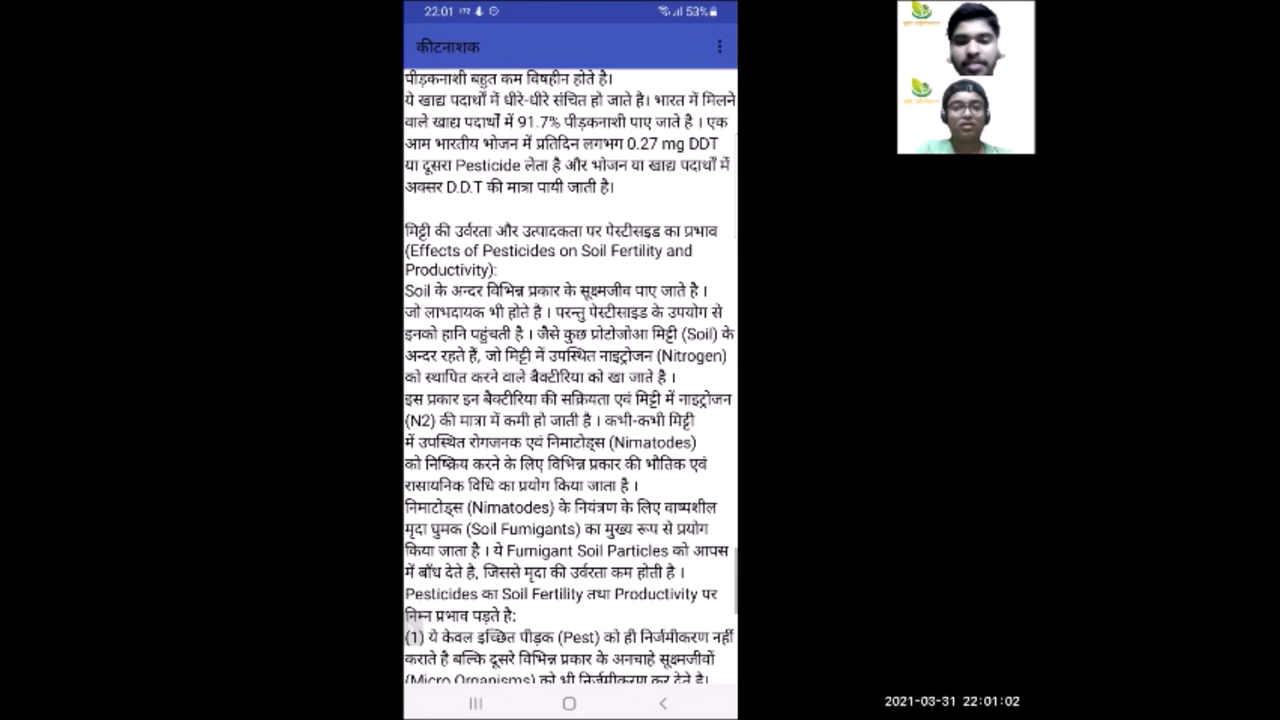 22:01
53%
कीटनाशक
पीड़कनाशी बहुत कम विषहीन होते है।
ये खाद्य पदार्थों में धीरे-धीरे संचित हो जाते है। भारत में मिलने
वाले खाद्य पदार्थों में 91.7% पीड़कनाशी पाए जाते है । एक
आम भारतीय भोजन में प्रतिदिन लगभग 0.27 mg DDT
या दूसरा Pesticide लेता है और भोजन या खाद्य पदार्थों में
अक्सर D.D.T की मात्रा पायी जाती है।
मिट्टी की उर्वरता और उत्पादकता पर पेस्टीसइड का प्रभाव
(Effects of Pesticides on Soil Fertility and
Productivity):
Soil के अन्दर विभिन्न प्रकार के सूक्ष्मजीव पाए जाते है ।
जो लाभदायक भी होते है । परन्तु पेस्टीसाइड के उपयोग से
इनको हानि पहुंचती है । जैसे कुछ प्रोटोजोआ मिट्टी (Soil) के
अन्दर रहते हैं, जो मिट्टी में उपस्थित नाइट्रोजन (Nitrogen)
को स्थापित करने वाले बैक्टीरिया को खा जाते है ।
इस प्रकार इन बैक्टीरिया की सक्रियता एवं मिट्टी में नाइट्रोजन
(N2) की मात्रा में कमी हो जाती है । कभी-कभी मिट्टी
में उपस्थित रोगजनक एवं निमाटोड्स (Nimatodes)
को निष्क्रिय करने के लिए विभिन्न प्रकार की भौतिक एवं
रासायनिक विधि का प्रयोग किया जाता है ।
निमाटोड्स (Nimatodes) के नियंत्रण के लिए वाष्पशील
मृदा घुमक (Soil Fumigants) का मुख्य रूप से प्रयोग
किया जाता है । ये Fumigant Soil Particles को आपस
में बाँध देते है, जिससे मृदा की उर्वरता कम होती है ।
Pesticides का Soil Fertility तथा Productivity पर
निम्न प्रभाव पड़ते है:
(1) ये केवल इच्छित पीड़क (Pest) को ही निर्जमीकरण नहीं
कराते है बल्कि दूसरे विभिन्न प्रकार के अनचाहे सूक्ष्मजीवों
(Micro Organisms) को भी निर्जमीकरण कर देते है।
2021-03-31 22:01:02